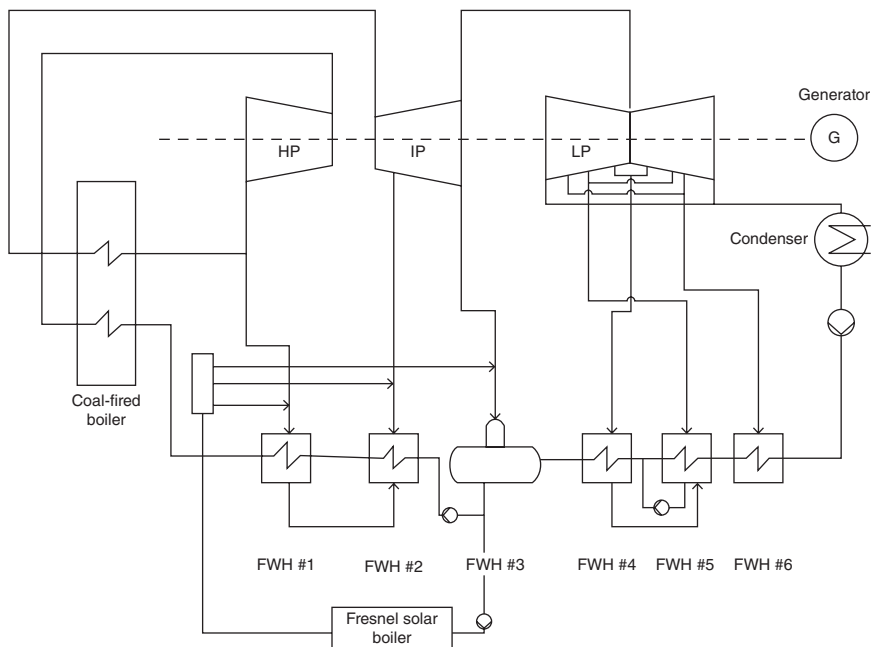 Generator
G
HP
IP
LP
Condenser
Coal-fired
boiler
FWH #1
FWH #2
FWH #3
FWH #4
FWH #5
FWH #6
Fresnel solar
boiler